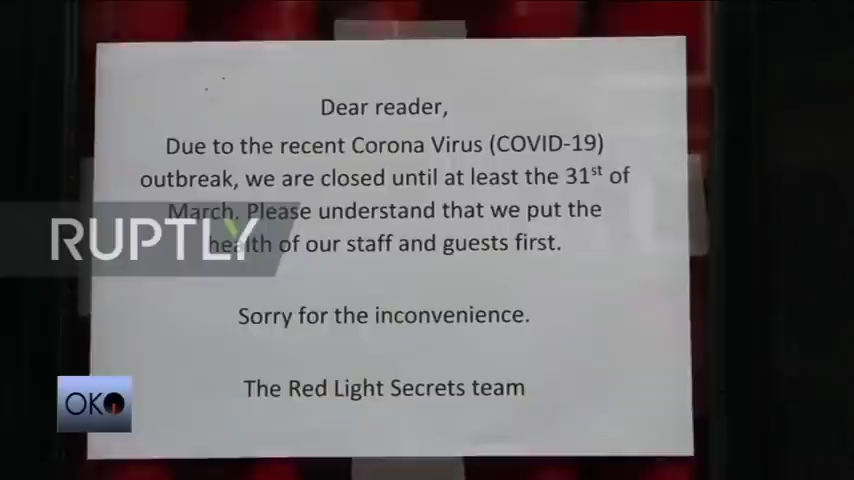 Dear reader,
Due to the recent Corona Virus (COVID-19)
outbreak, we are closed until at least the 31st of
March. Please understand that we put the
health of our staff and guests first.
Sorry for the inconvenience.
The Red Light Secrets team
RUPTLY
OKO